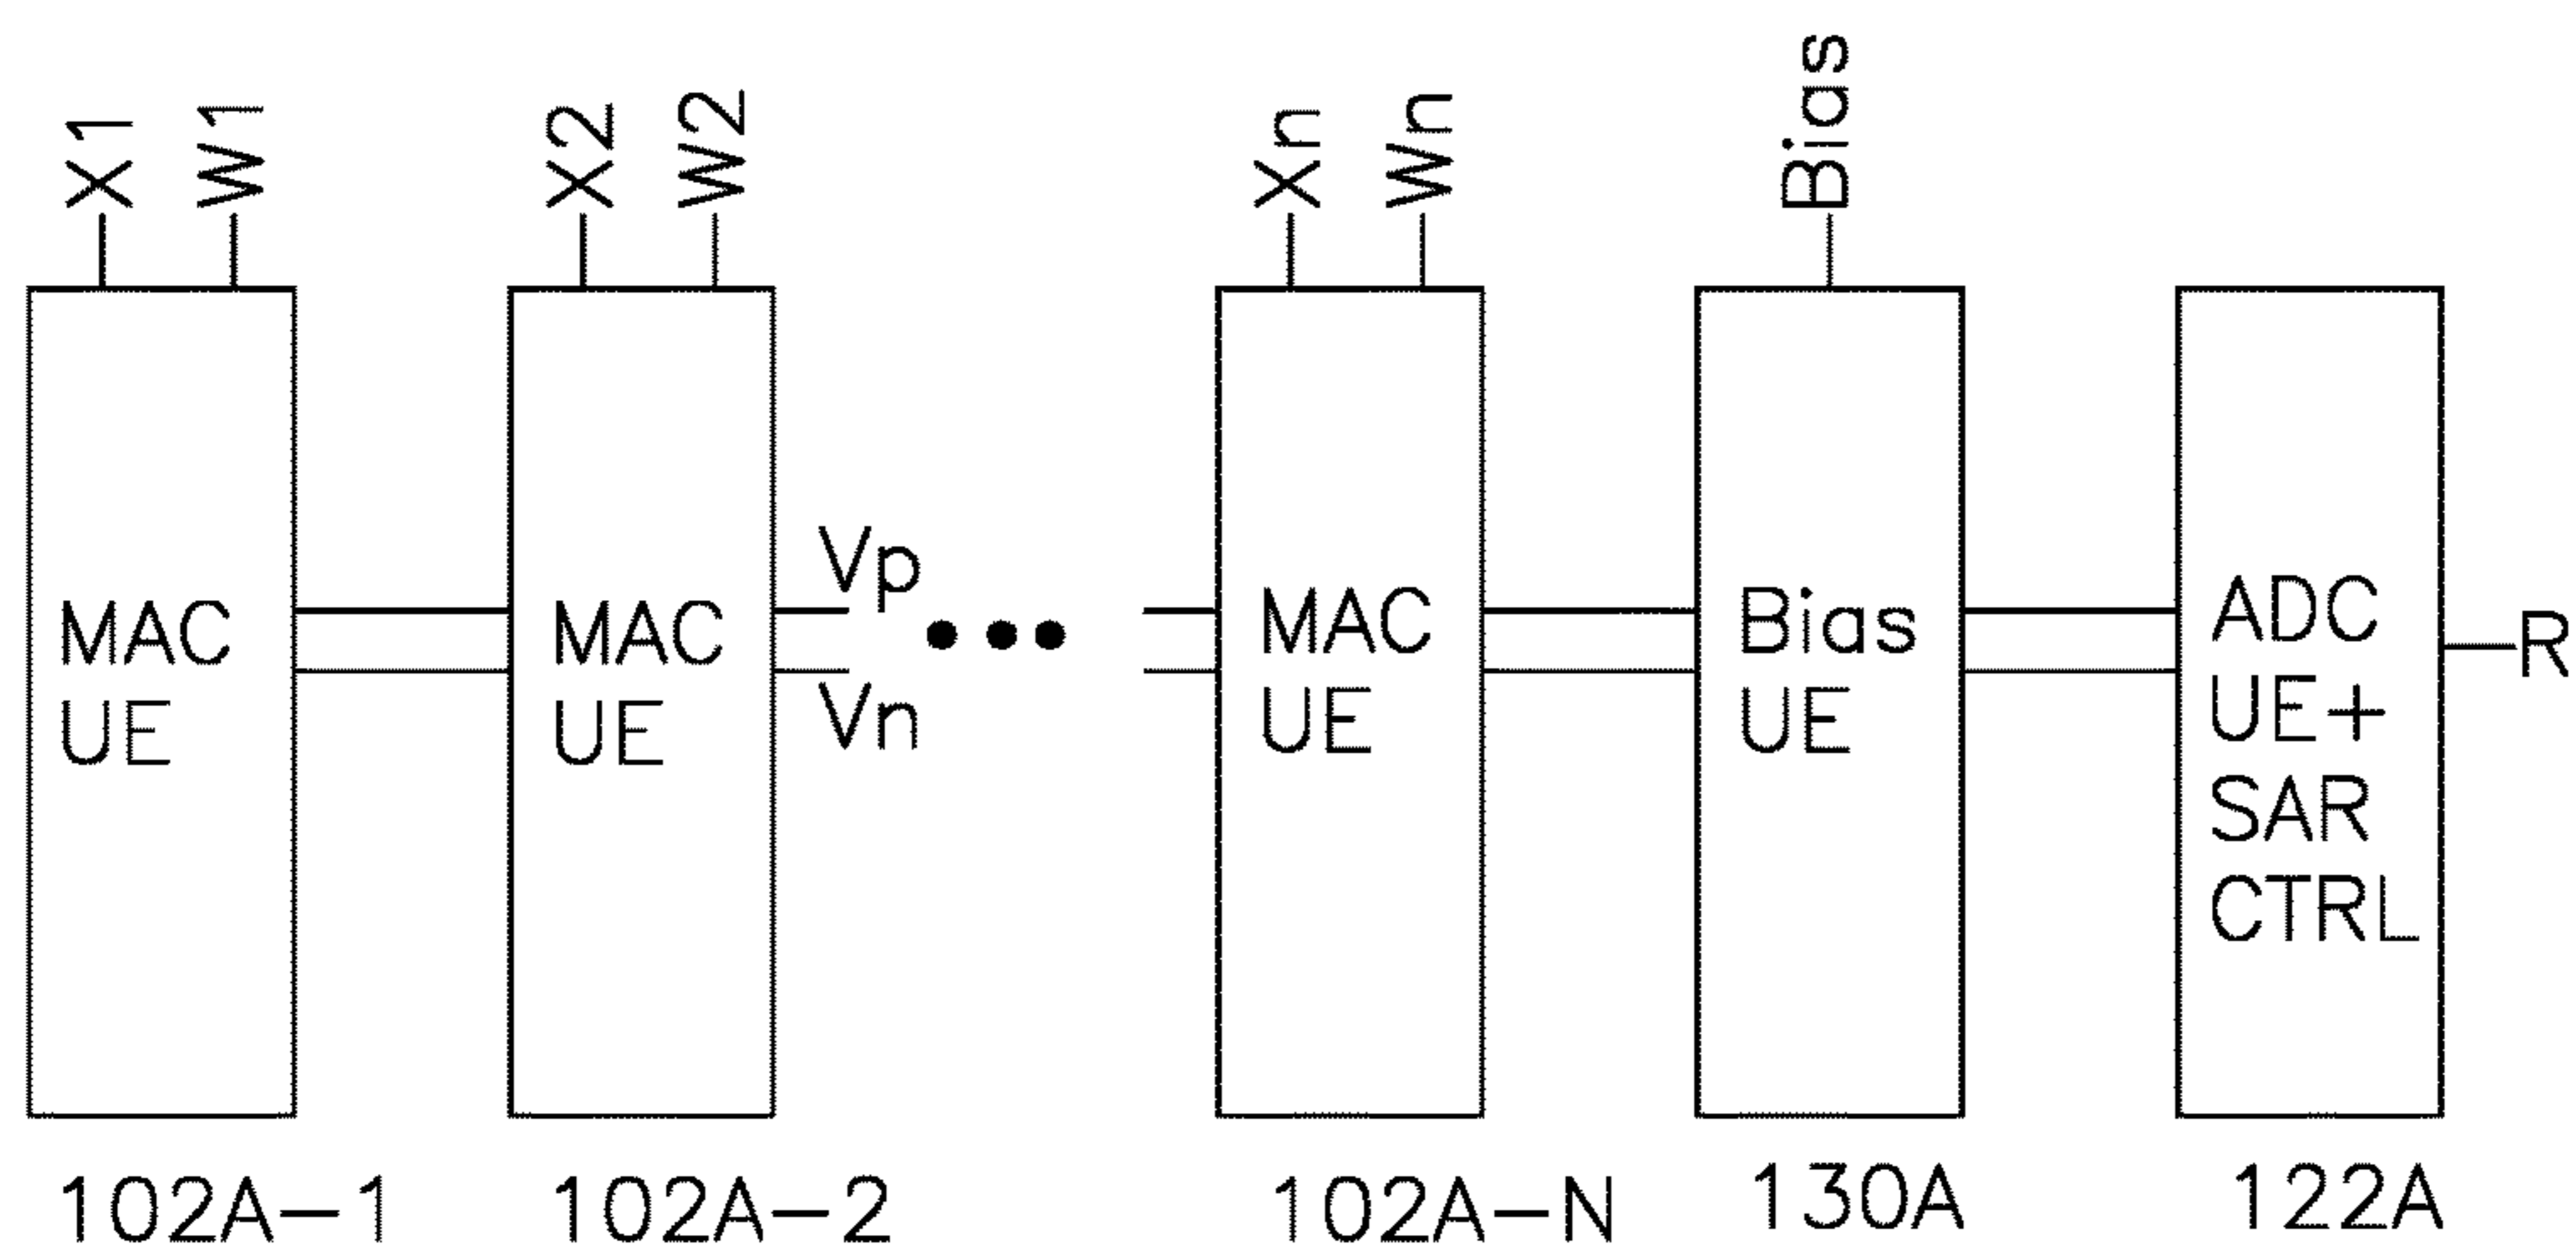 X1
W1
X2
W2
Xn
Wn
Bias
MAC
UE
MAC
UE
Vp
Vn
MAC
UE
Bias
UE
ADC
UE+
SAR
CTRL
R
102A-1
102A-2
102A-N
130A
122A